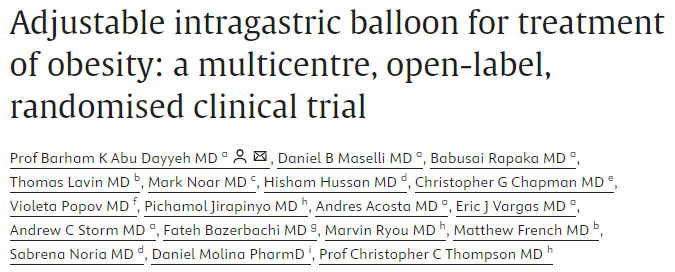 Adjustable intragastric balloon for treatment
of obesity: a multicentre, open-label,
randomised clinical trial
Prof Barham K Abu Dayyeh MD a, Daniel B Maselli MD a, Babusai Rapaka MD a,
Thomas Lavin MD b, Mark Noar MD c, Hisham Hussan MD d, Christopher G Chapman MD e,
Violeta Popov MD f, Pichamol Jirapinyo MD h, Andres Acosta MD a, Eric J Vargas MD a,
Andrew C Storm MD a, Fateh Bazerbachi MD g, Marvin Ryou MD h, Matthew French MD b,
Sabrena Noria MD d, Daniel Molina PharmD i, Prof Christopher C Thompson MD h